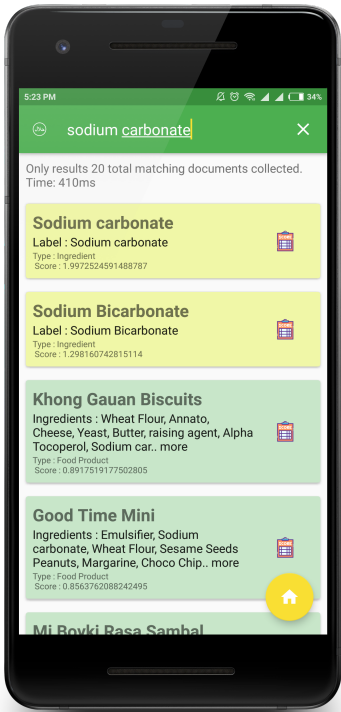 5:23 PM 34%
sodium carbonate
Only results 20 total matching documents collected.
Time: 410ms
Sodium carbonate
Label : Sodium carbonate
Type : Ingredient
Score : 1.9972524591488787
Sodium Bicarbonate
Label : Sodium Bicarbonate
Type : Ingredient
Score : 1.298160742815114
Khong Gauan Biscuits
Ingredients : Wheat Flour, Annato,
Cheese, Yeast, Butter, raising agent, Alpha
Tocoperol, Sodium car.. more
Type : Food Product
Score : 0.8917519177502805
Good Time Mini
Ingredients : Emulsifier, Sodium
carbonate, Wheat Flour, Sesame Seeds
Peanuts, Margarine, Choco Chip.. more
Type : Food Product
Score : 0.8563762088242495
Mi Boyki Rasa Sambal